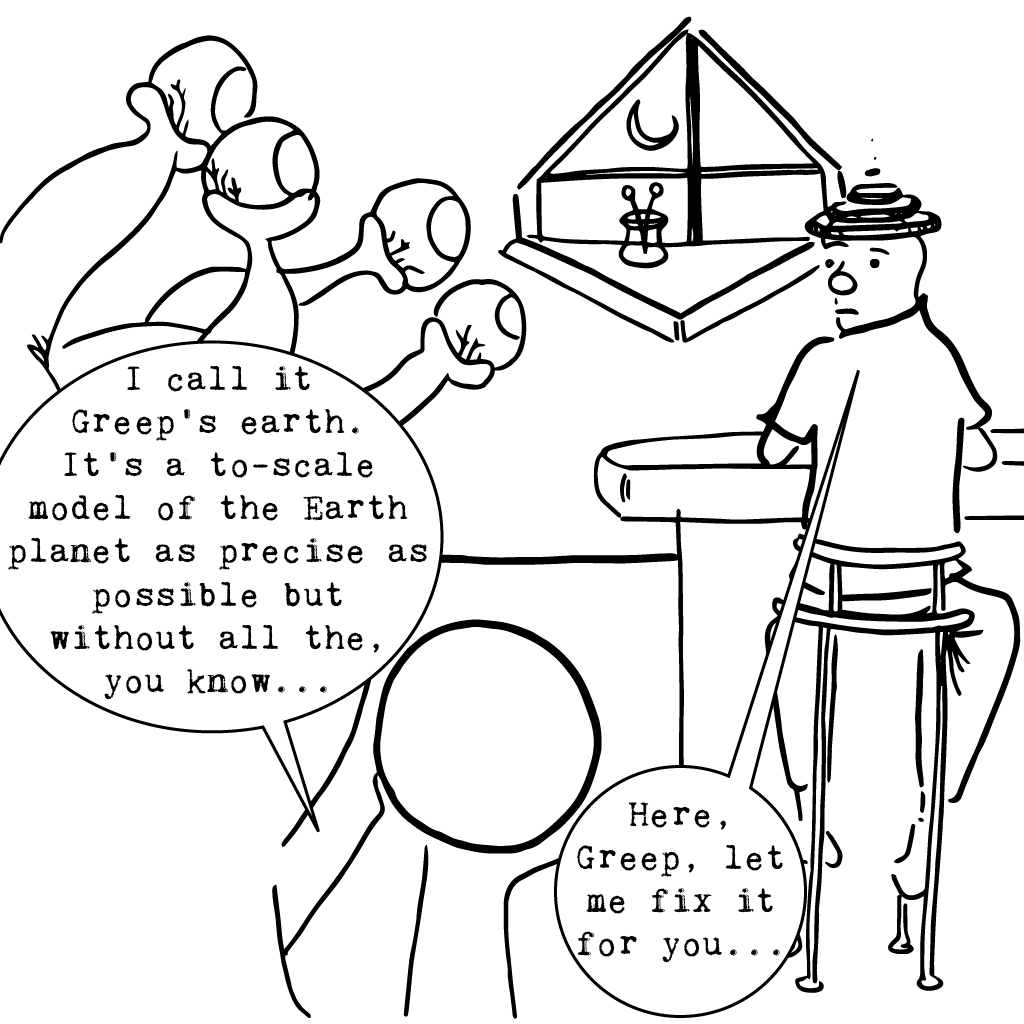 I call it
Greep's earth.
It's a to-scale
model of the Earth
planet as precise as
possible but
without all the,
you know...
Here,
Greep, let
me fix it
for you...